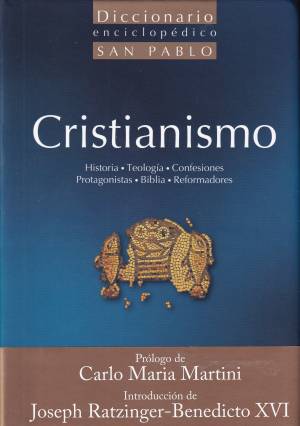 Diccionario
enciclopédico
SAN PABLO
Cristianismo
Historia • Teología • Confesiones
Protagonistas • Biblia • Reformadores
Prólogo de
Carlo Maria Martini
Introducción de
Joseph Ratzinger-Benedicto XVI